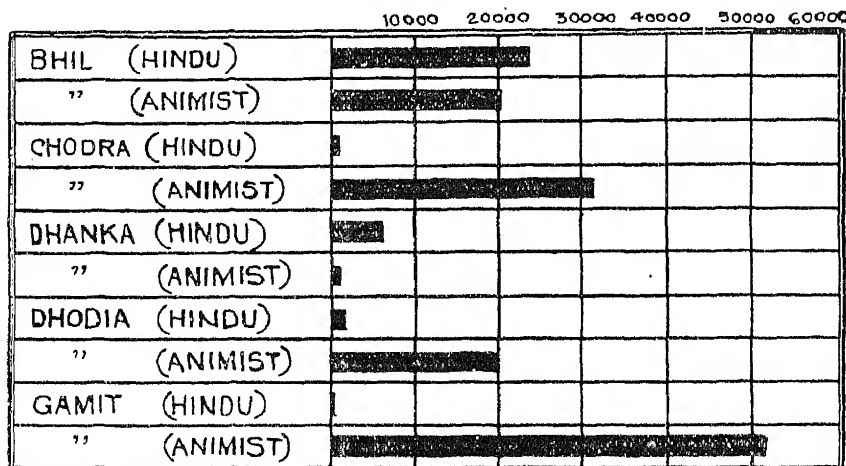 10000 20000 30000 40000 50000 60000
BHIL (HINDU)
" (ANIMIST)
CHODRA (HINDU)
" (ANIMIST)
DHANKA (HINDU)
" (ANIMIST)
DHODIA (HINDU)
" (ANIMIST)
GAMIT (HINDU)
" (ANIMIST)